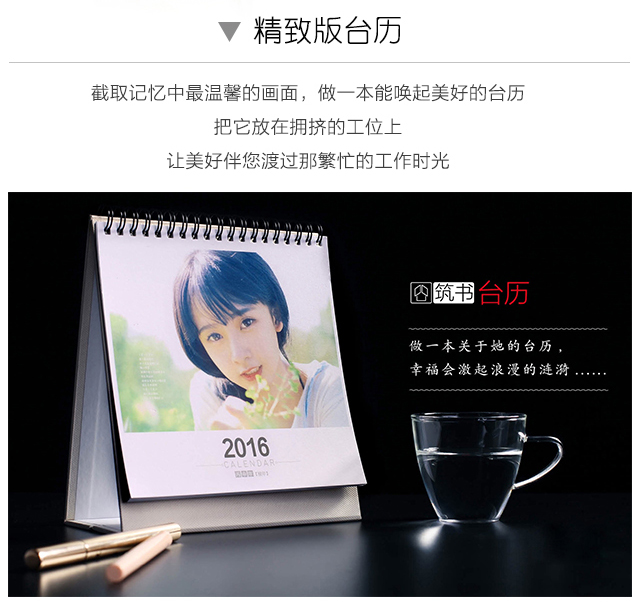 精致版台历
截取记忆中最温馨的画面，做一本能唤起美好的台历
把它放在拥挤的工位上
让美好伴您渡过那繁忙的工作时光
筑书台历
做一本关于她的台历，
幸福会激起浪漫的涟漪......
2016
CALENDAR